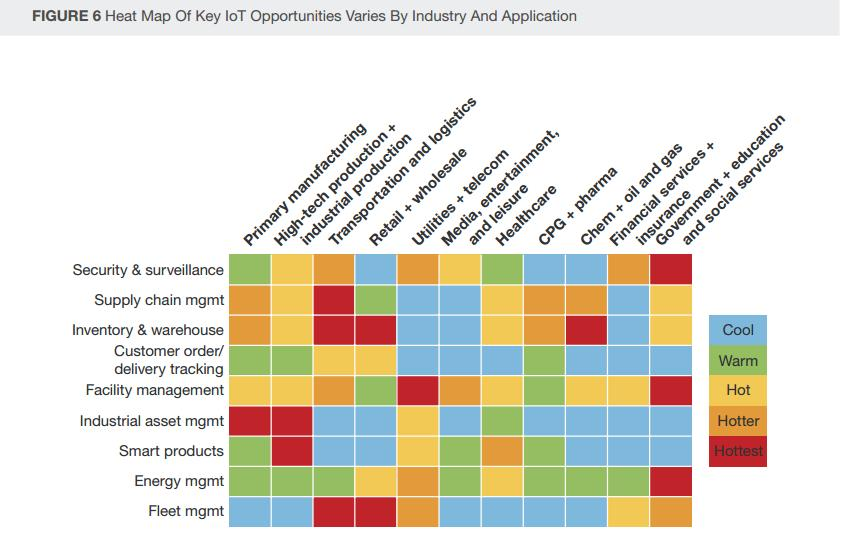 FIGURE 6 Heat Map Of Key IoT Opportunities Varies By Industry And Application
Primary manufacturing
High-tech production +
industrial production
Transportation and logistics
Retail + wholesale
Utilities + telecom
Media, entertainment,
and leisure
Healthcare
CPG + pharma
Chem + oil and gas
Financial services +
insurance
Government + education
and social services
Security & surveillance
Supply chain mgmt
Inventory & warehouse
Customer order/
delivery tracking
Facility management
Industrial asset mgmt
Smart products
Energy mgmt
Fleet mgmt
Cool
Warm
Hot
Hotter
Hottest